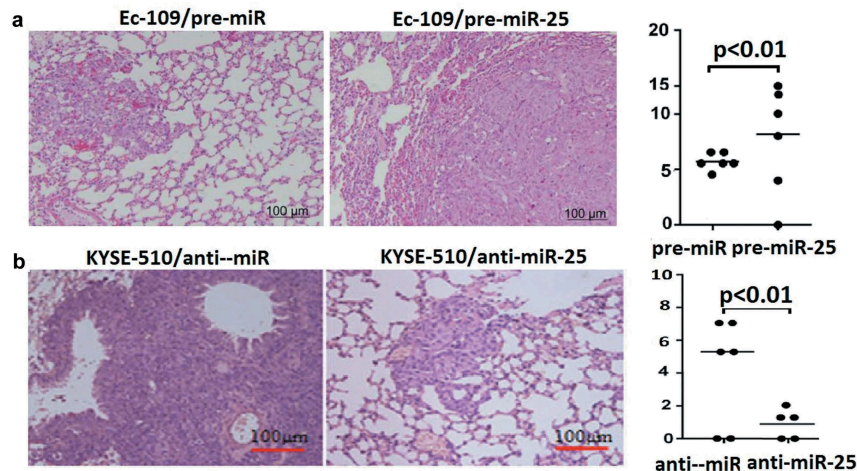 a
Ec-109/pre-miR
Ec-109/pre-miR-25
100 µm
100 µm
20
15
10
5
0
p<0.01
pre-miR pre-miR-25
b
KYSE-510/anti--miR
KYSE-510/anti-miR-25
100µm
100µm
10
8
6
4
2
0
p<0.01
anti--miR anti-miR-25